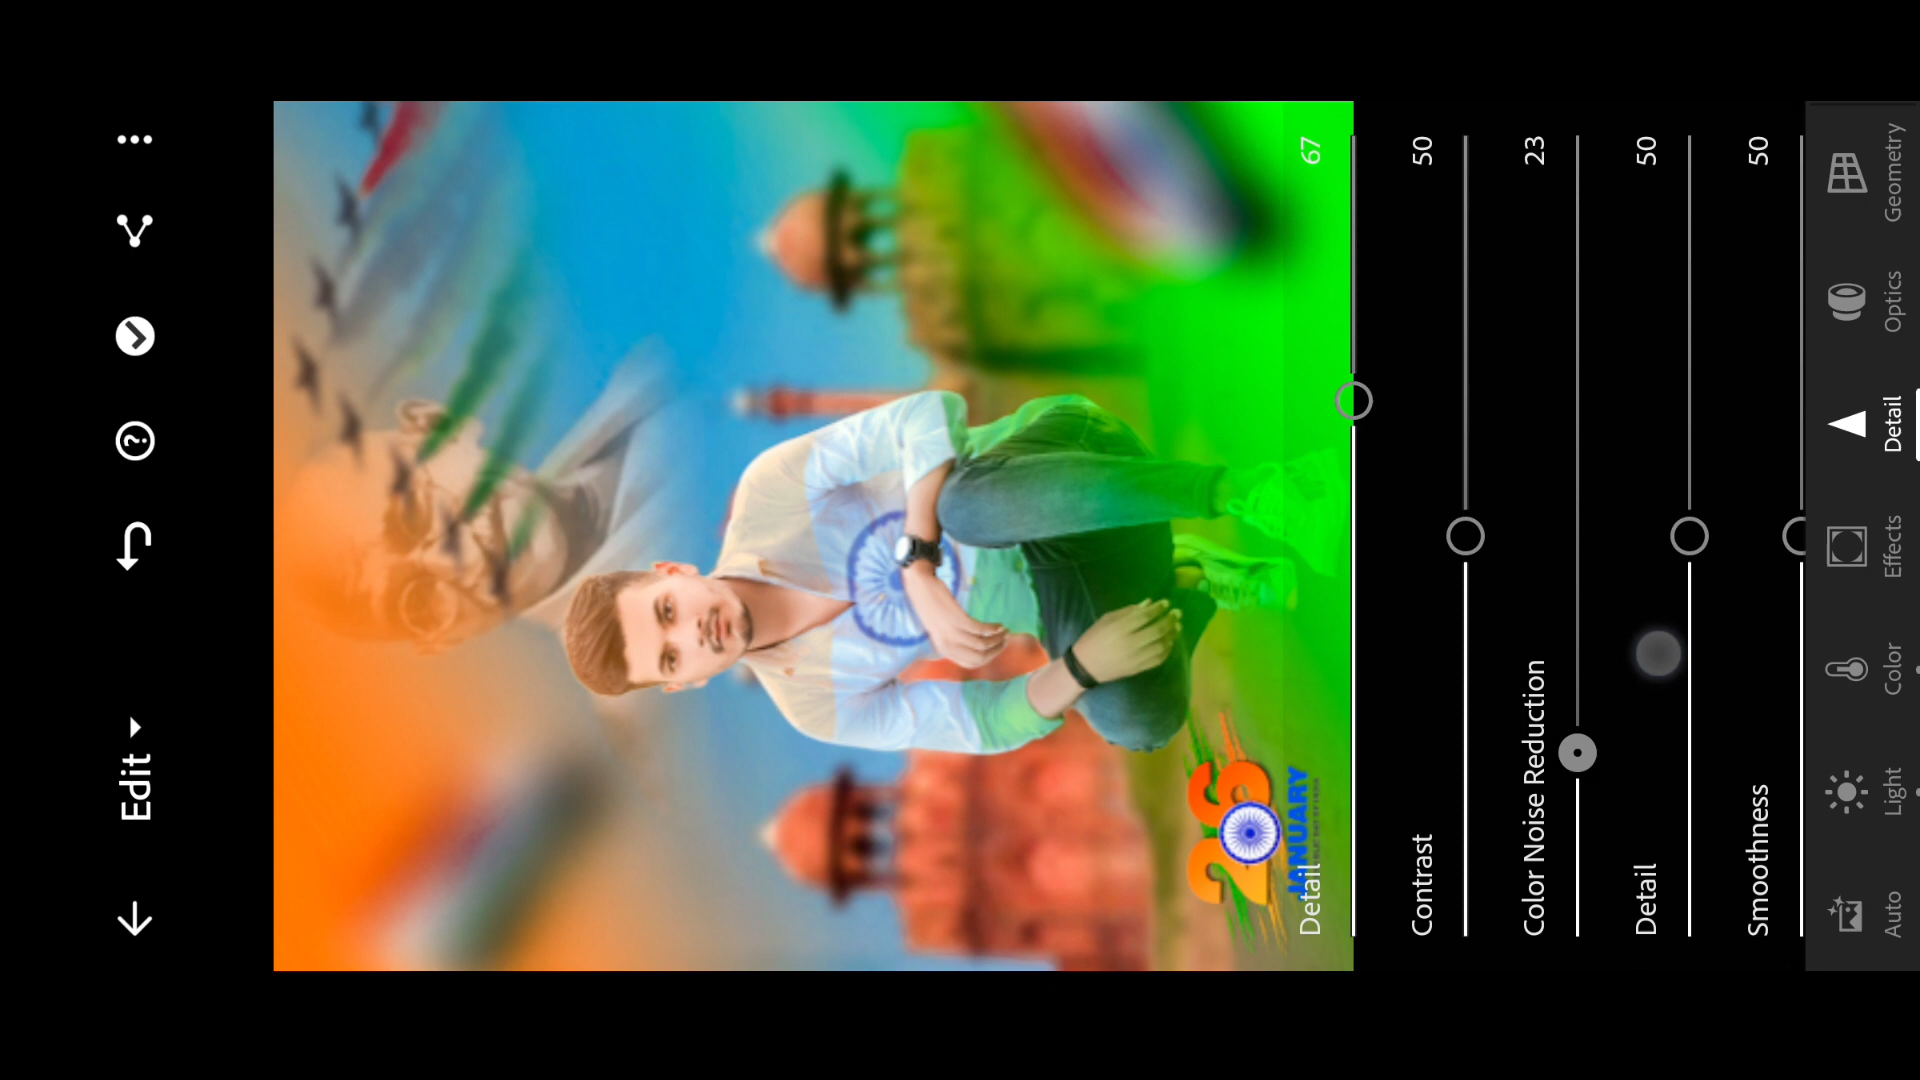 Edit
26
JANUARY
Detail 67
Contrast 50
Color Noise Reduction 23
Detail 50
Smoothness 50
Auto
Light
Color
Effects
Detail
Optics
Geometry